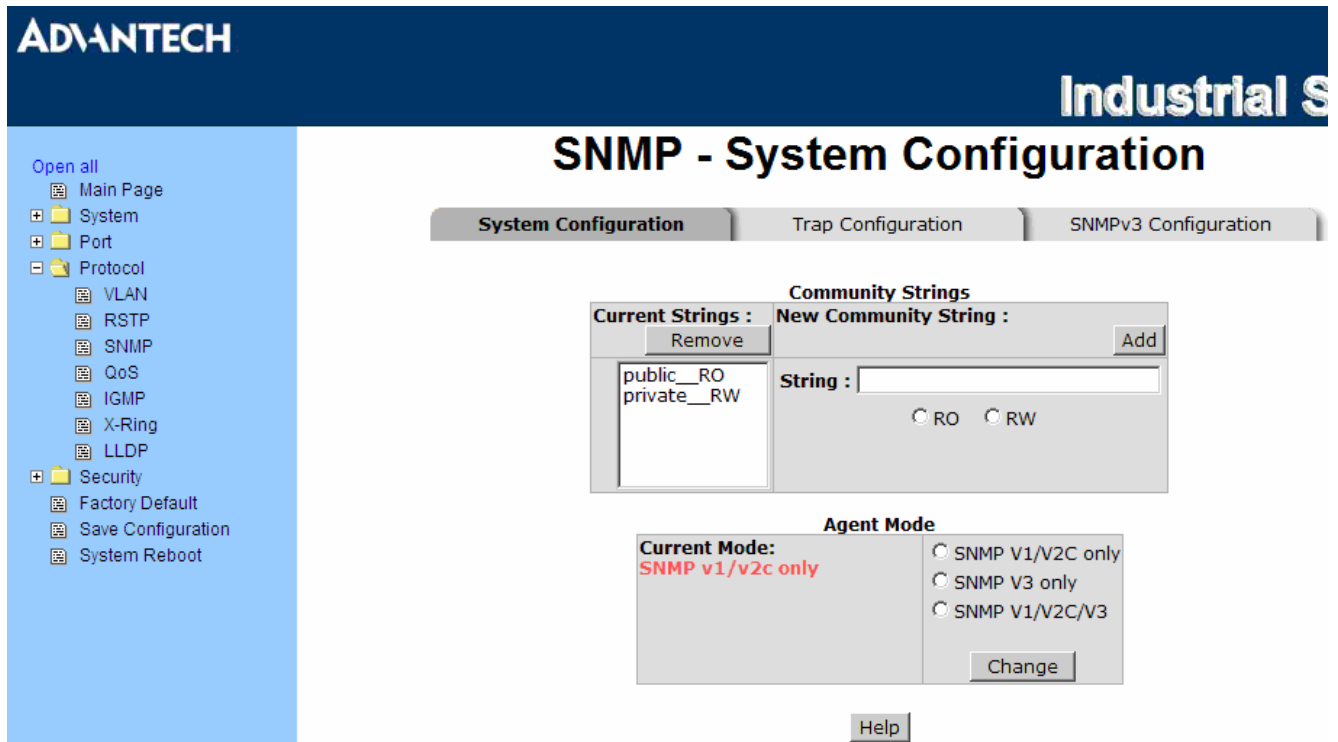 ADVANTECH
Industrial S
SNMP - System Configuration
Open all
Main Page
System
Port
Protocol
VLAN
RSTP
SNMP
QoS
IGMP
X-Ring
LLDP
Security
Factory Default
Save Configuration
System Reboot
System Configuration Trap Configuration SNMPv3 Configuration
Community Strings
Current Strings : New Community String :
Remove Add
public__RO
private__RW
String :
RO RW
Agent Mode
Current Mode:
SNMP v1/v2c only
SNMP V1/V2C only
SNMP V3 only
SNMP V1/V2C/V3
Change
Help